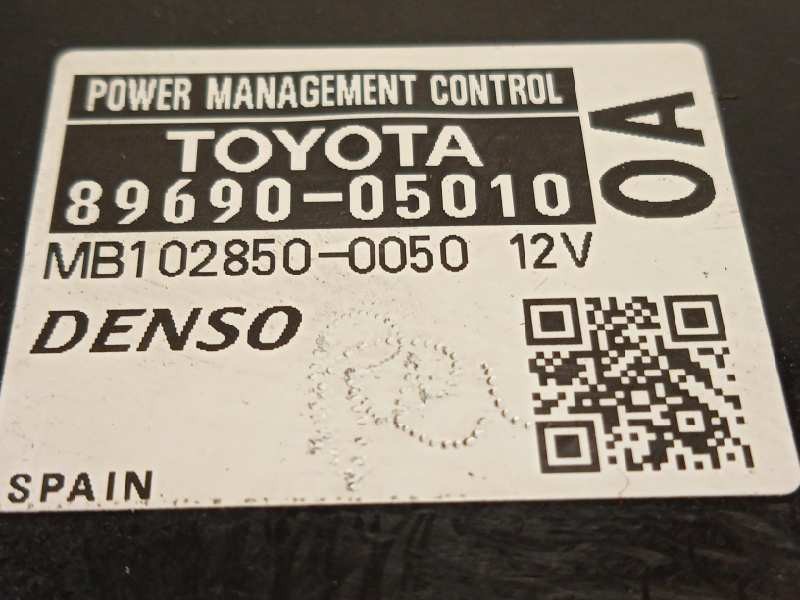 POWER MANAGEMENT CONTROL
TOYOTA
89690-05010
0A
MB102850-0050 12V
DENSO
SPAIN